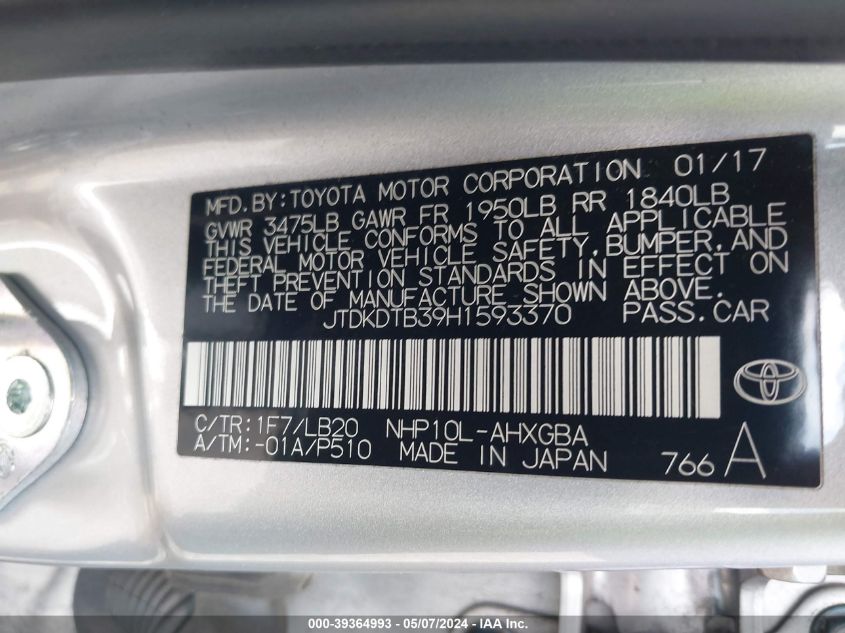 MFD.BY:TOYOTA MOTOR CORPORATION 01/17
GVWR 3475LB GAWR FR 1950LB RR 1840LB
THIS VEHICLE CONFORMS TO ALL APPLICABLE
FEDERAL MOTOR VEHICLE SAFETY,BUMPER,AND
THEFT PREVENTION STANDARDS IN EFFECT ON
THE DATE OF MANUFACTURE SHOWN ABOVE.
JTDKDTB39H1593370 PASS.CAR
C/TR:1F7/LB20 NHP10L-AHXGBA
A/TM:-01A/P510 MADE IN JAPAN 766 A
000-39364993 - 05/07/2024 - IAAI.COM.